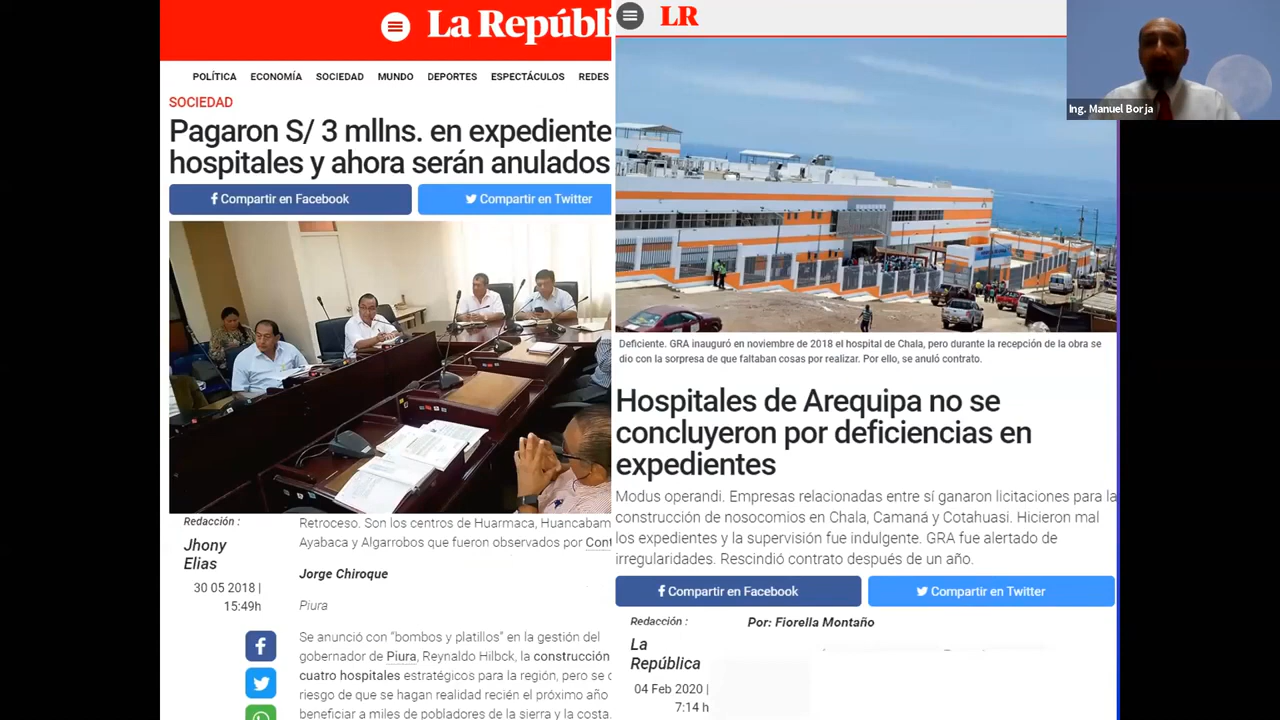 La Repúbli
POLÍTICA ECONOMÍA SOCIEDAD MUNDO DEPORTES ESPECTÁCULOS REDES
SOCIEDAD
Pagaron S/ 3 mllns. en expediente
hospitales y ahora serán anulados
Compartir en Facebook
Compartir en Twitter
Redacción :
Jhony
Elias
30 05 2018 |
15:49h
Retroceso. Son los centros de Huarmaca, Huancabam
Ayabaca y Algarrobos que fueron observados por Cont
Jorge Chiroque
Piura
Se anunció con “bombos y platillos” en la gestión del
gobernador de Piura, Reynaldo Hilbck, la construcción
cuatro hospitales estratégicos para la región, pero se c
riesgo de que se hagan realidad recién el próximo año
beneficiar a miles de pobladores de la sierra y la costa.
LR
Deficiente. GRA inauguró en noviembre de 2018 el hospital de Chala, pero durante la recepción de la obra se
dio con la sorpresa de que faltaban cosas por realizar. Por ello, se anuló contrato.
Hospitales de Arequipa no se
concluyeron por deficiencias en
expedientes
Modus operandi. Empresas relacionadas entre sí ganaron licitaciones para la
construcción de nosocomios en Chala, Camaná y Cotahuasi. Hicieron mal
los expedientes y la supervisión fue indulgente. GRA fue alertado de
irregularidades. Rescindió contrato después de un año.
Compartir en Facebook
Compartir en Twitter
Redacción :
La
República
04 Feb 2020 |
7:14 h
Por: Fiorella Montaño
Ing. Manuel Borja